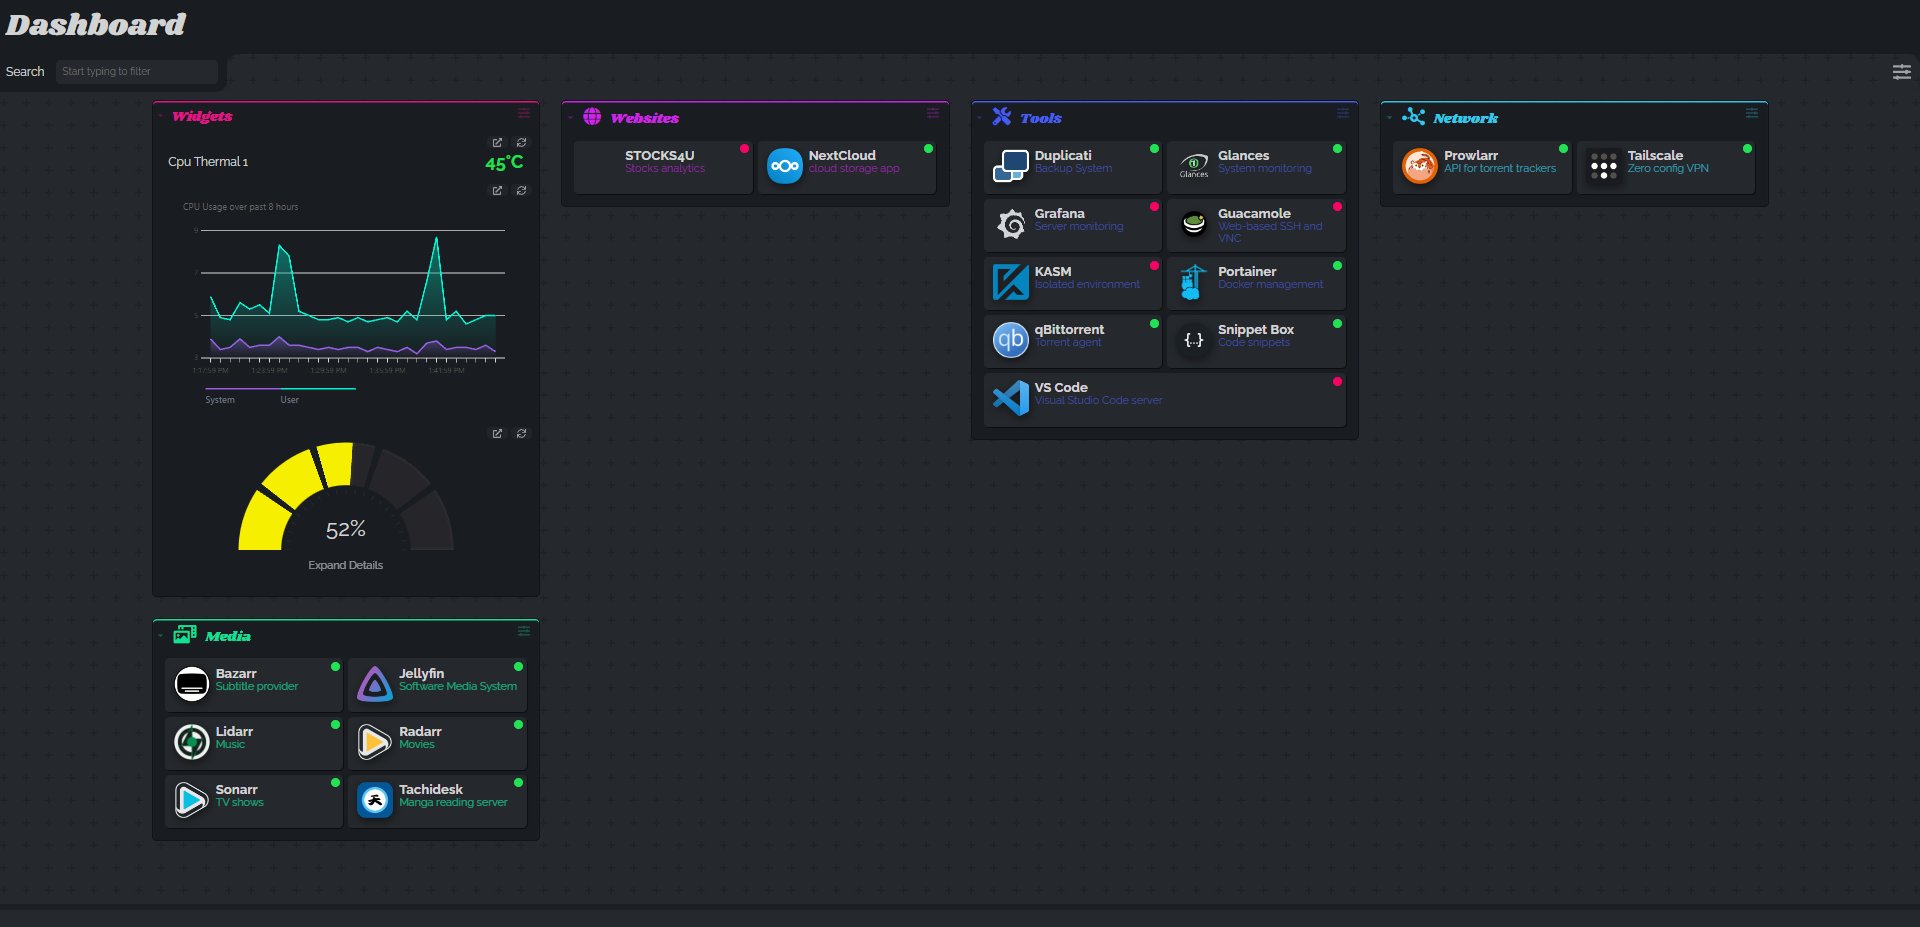 Dashboard
Search
Start typing to filter
Widgets
Cpu Thermal 1
45°C
CPU Usage over past 8 hours
9
7
5
3
1:17:59 PM 1:23:59 PM 1:29:59 PM 1:35:59 PM 1:41:59 PM
System User
52%
Expand Details
Media
Bazarr
Subtitle provider
Jellyfin
Software Media System
Lidarr
Music
Radarr
Movies
Sonarr
TV shows
Tachidesk
Manga reading server
Websites
STOCKS4U
Stocks analytics
NextCloud
cloud storage app
Tools
Duplicati
Backup System
Glances
Glances
System monitoring
Grafana
Server monitoring
Guacamole
Web-based SSH and
VNC
KASM
Isolated environment
Portainer
Docker management
qb
qBittorrent
Torrent agent
{...}
Snippet Box
Code snippets
VS Code
Visual Studio Code server
Network
Prowlarr
API for torrent trackers
Tailscale
Zero config VPN